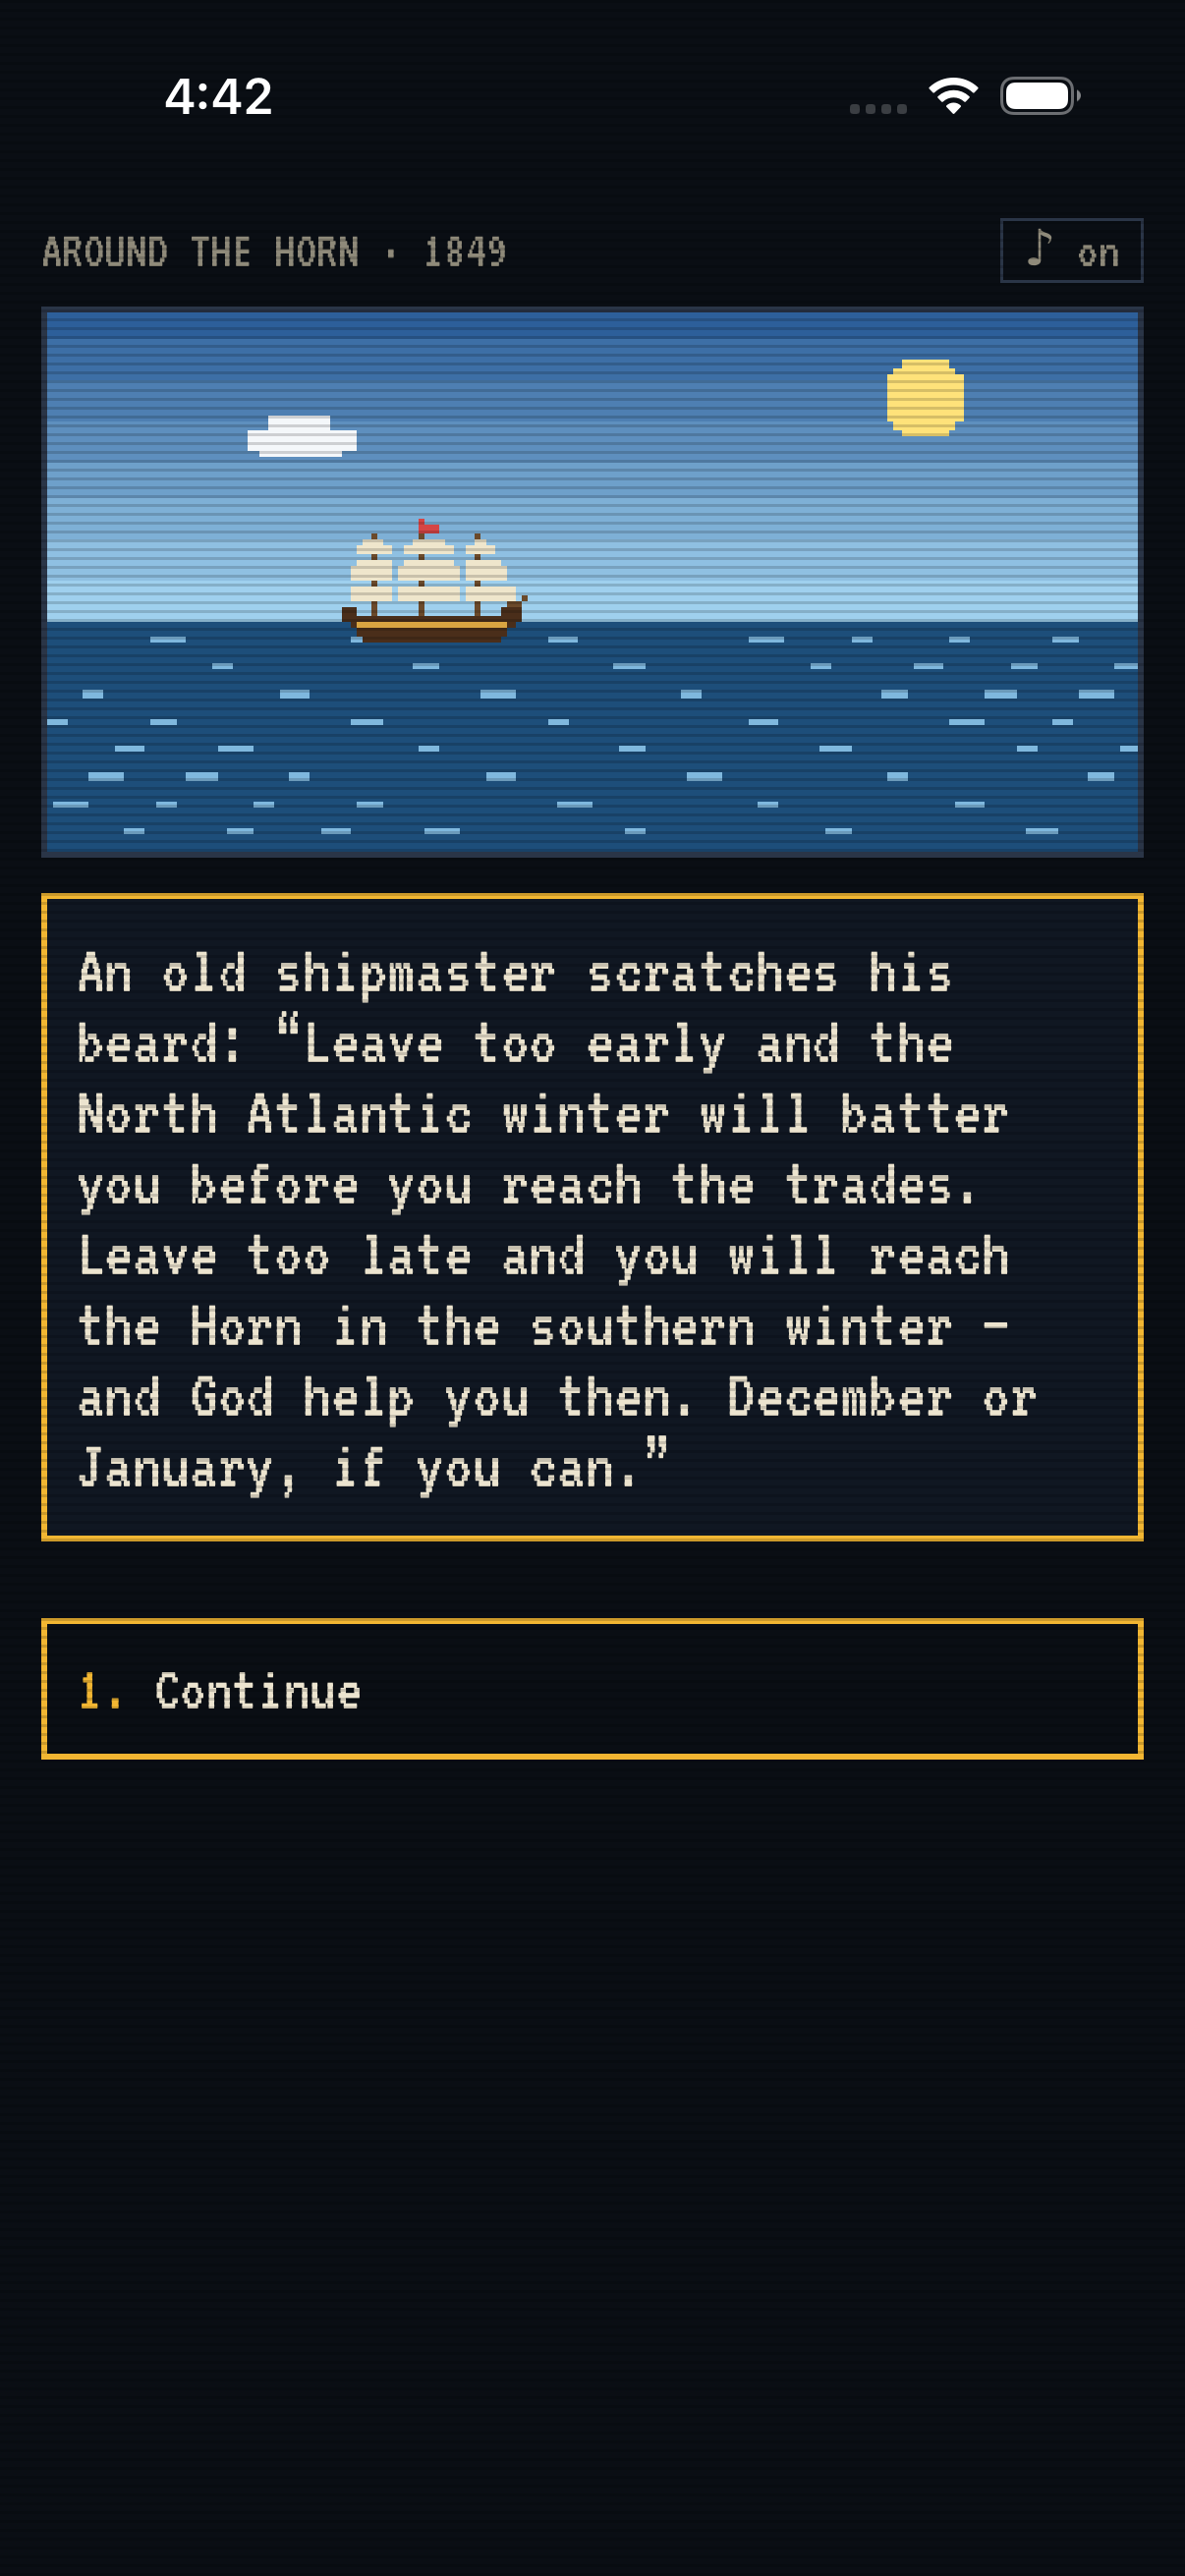 4:42
AROUND THE HORN · 1849
♪ on
An old shipmaster scratches his
beard: “Leave too early and the
North Atlantic winter will batter
you before you reach the trades.
Leave too late and you will reach
the Horn in the southern winter —
and God help you then. December or
January, if you can.”
1. Continue